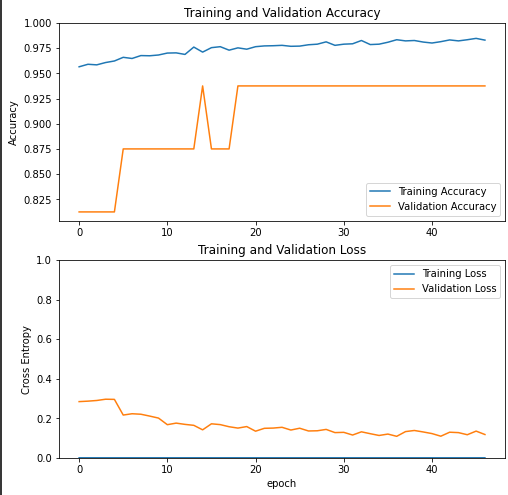 Training and Validation Accuracy
1.000
0.975
0.950
0.925
0.900
0.875
0.850
0.825
Accuracy
Training Accuracy
Validation Accuracy
0 10 20 30 40
Training and Validation Loss
1.0
0.8
0.6
0.4
0.2
0.0
Cross Entropy
Training Loss
Validation Loss
0 10 20 30 40
epoch